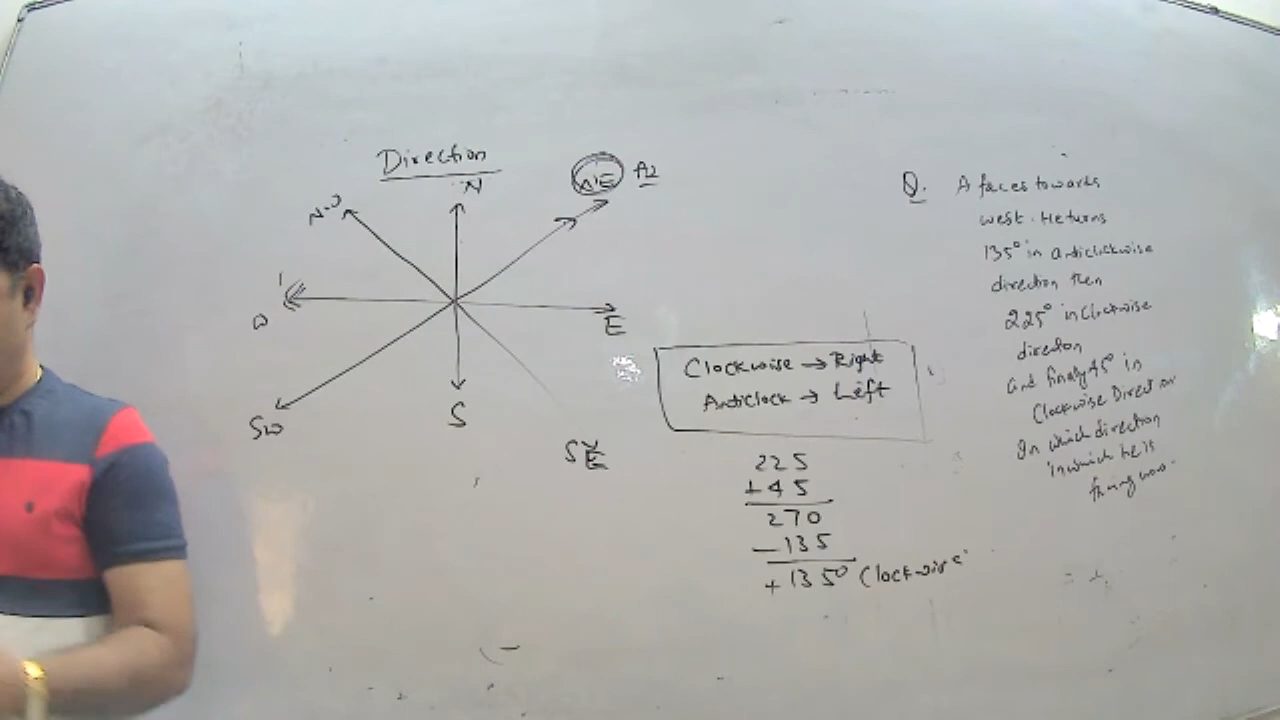 Direction
N
NE Az
N-W
W
E
SW
S
SE
Clockwise → Right
Anticlock → Left
225
+45
270
-135
+135° Clockwise
Q. A faces towards
west. He turns
135° in anticlockwise
direction then
225° in Clockwise
direction
and finaly 45° in
Clockwise Direction
In which direction
in which he is
facing now.